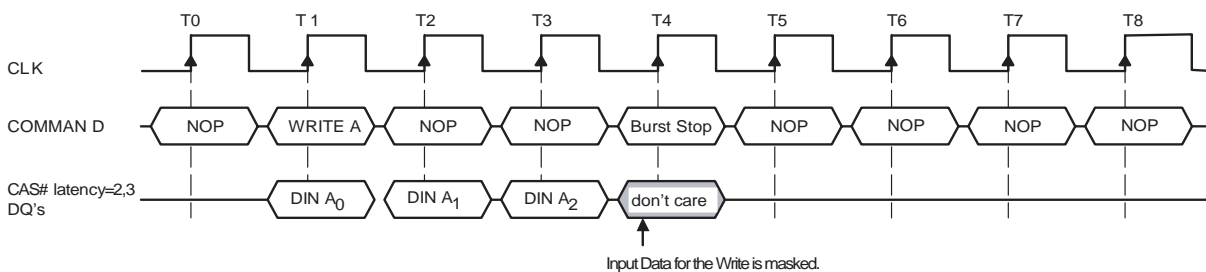 T0 T 1 T2 T3 T4 T5 T6 T7 T8
CLK
COMMAN D NOP WRITE A NOP NOP Burst Stop NOP NOP NOP NOP
CAS# latency=2,3
DQ's DIN A0 DIN A1 DIN A2 don't care
Input Data for the Write is masked.